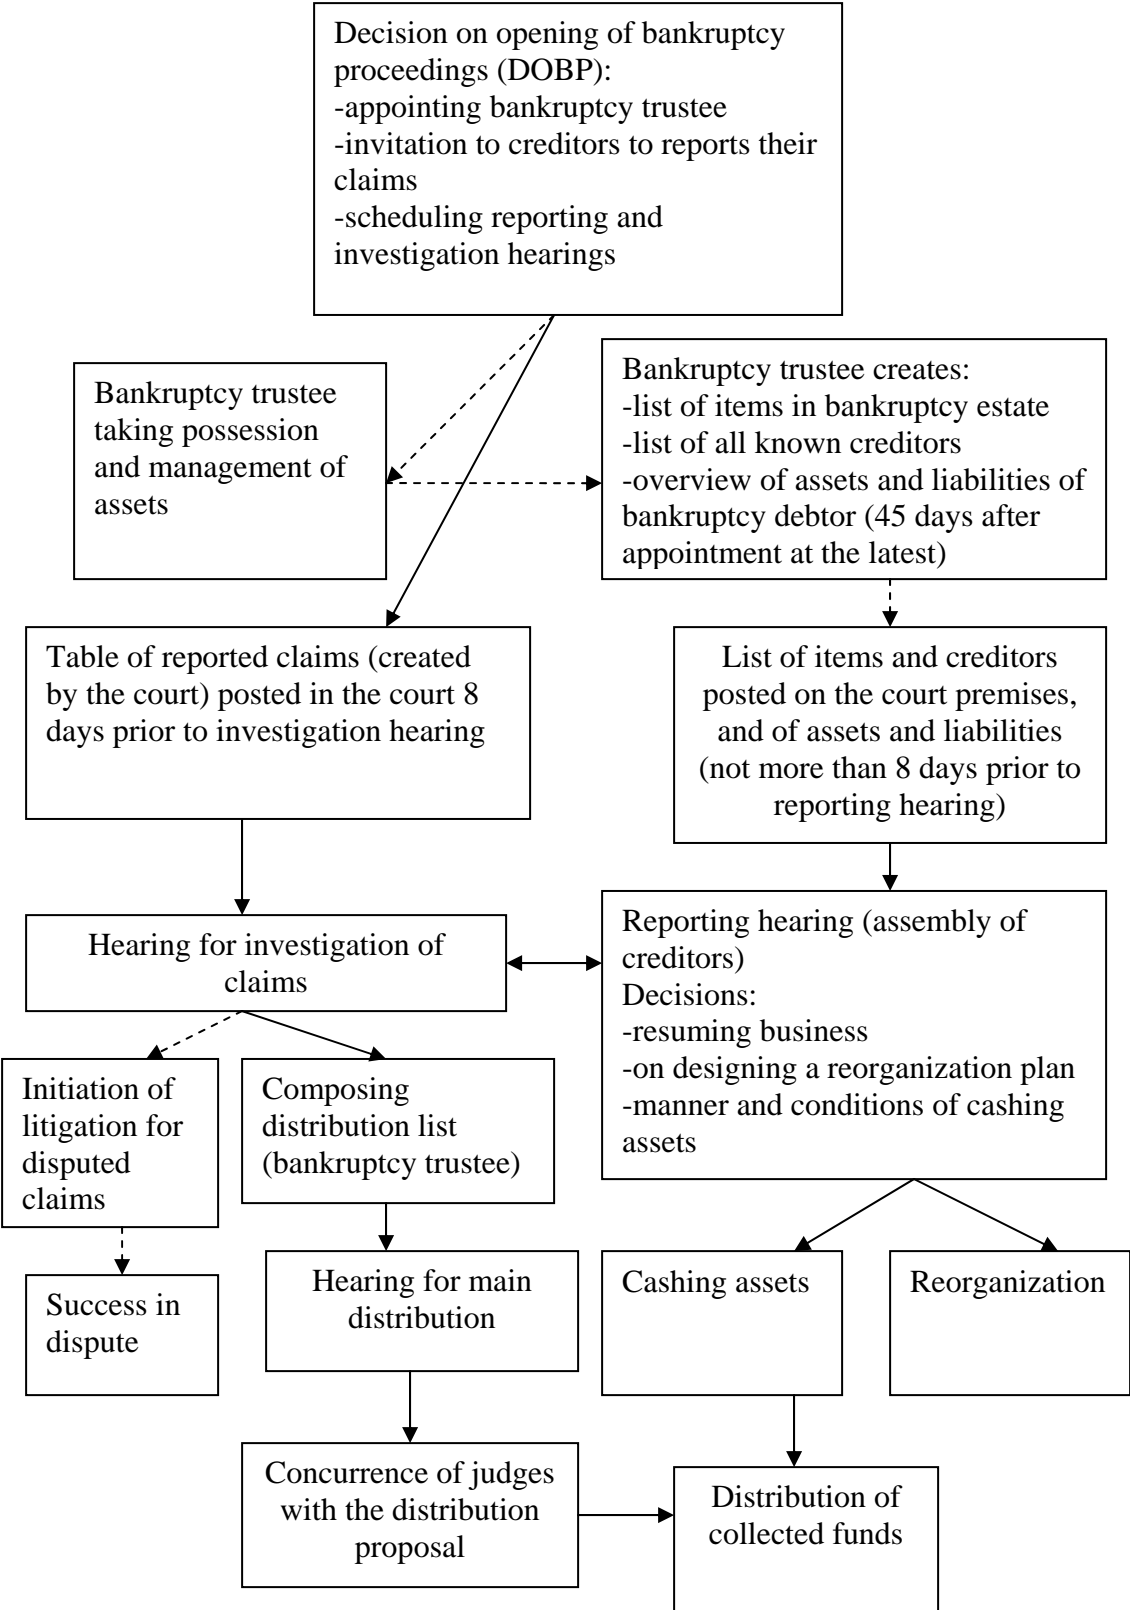 Decision on opening of bankruptcy
proceedings (DOBP):
-appointing bankruptcy trustee
-invitation to creditors to reports their
claims
-scheduling reporting and
investigation hearings
Bankruptcy trustee
taking possession
and management of
assets
Bankruptcy trustee creates:
-list of items in bankruptcy estate
-list of all known creditors
-overview of assets and liabilities of
bankruptcy debtor (45 days after
appointment at the latest)
Table of reported claims (created
by the court) posted in the court 8
days prior to investigation hearing
List of items and creditors
posted on the court premises,
and of assets and liabilities
(not more than 8 days prior to
reporting hearing)
Hearing for investigation of
claims
Reporting hearing (assembly of
creditors)
Decisions:
-resuming business
-on designing a reorganization plan
-manner and conditions of cashing
assets
Initiation of
litigation for
disputed
claims
Composing
distribution list
(bankruptcy trustee)
Success in
dispute
Hearing for main
distribution
Cashing assets
Reorganization
Concurrence of judges
with the distribution
proposal
Distribution of
collected funds